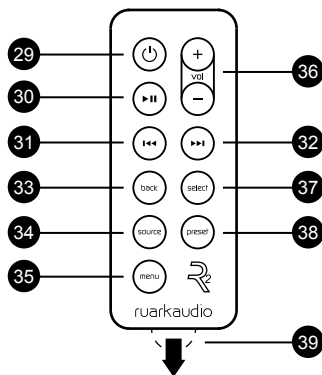 29
+
vol
36
30
−
31
32
33
back
select
37
34
source
preset
38
35
menu
R2
ruarkaudio
39